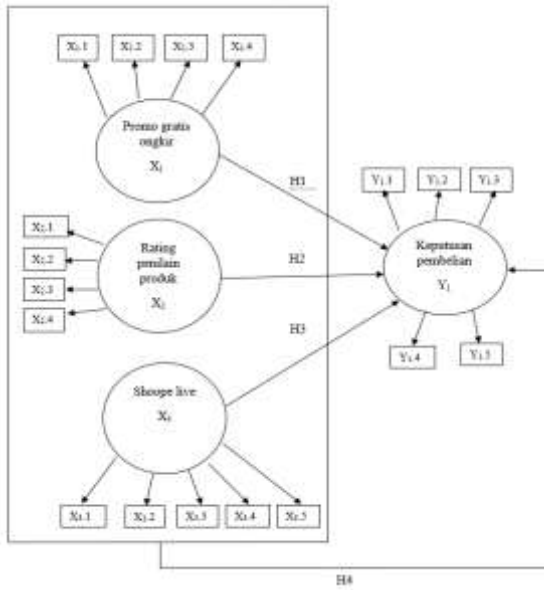 X₁.1 X₁.2 X₁.3 X₁.4
Promo gratis
ongkir
X₁
H1
Y₁.1 Y₁.2 Y₁.3
X₂.1
X₂.2
X₂.3
X₂.4
Rating
penilain
produk
X₂
H2
Keputusan
pembelian
Y₁
H3
Y₁.4 Y₁.5
Shoupe live
X₃
X₃.1 X₃.2 X₃.3 X₃.4 X₃.5
H4